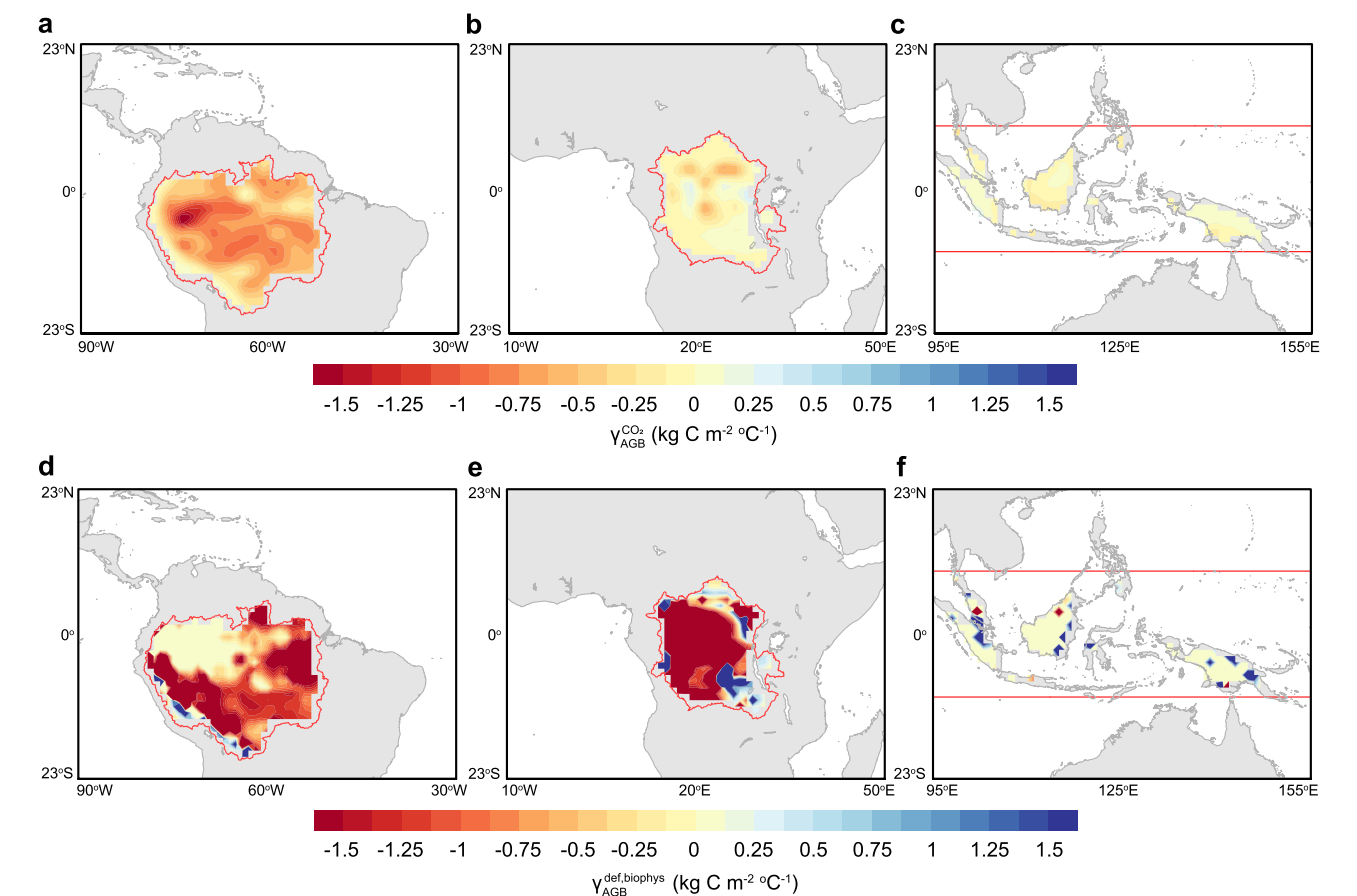 a b c
23°N 23°N 23°N
0° 0° 0°
23°S 23°S 23°S
90°W 60°W 30°W 10°W 20°E 50°E 95°E 125°E 155°E
-1.5 -1.25 -1 -0.75 -0.5 -0.25 0 0.25 0.5 0.75 1 1.25 1.5
γ_AGB^CO₂ (kg C m⁻² °C⁻¹)
d e f
23°N 23°N 23°N
0° 0° 0°
23°S 23°S 23°S
90°W 60°W 30°W 10°W 20°E 50°E 95°E 125°E 155°E
-1.5 -1.25 -1 -0.75 -0.5 -0.25 0 0.25 0.5 0.75 1 1.25 1.5
γ_AGB^def,biophys (kg C m⁻² °C⁻¹)